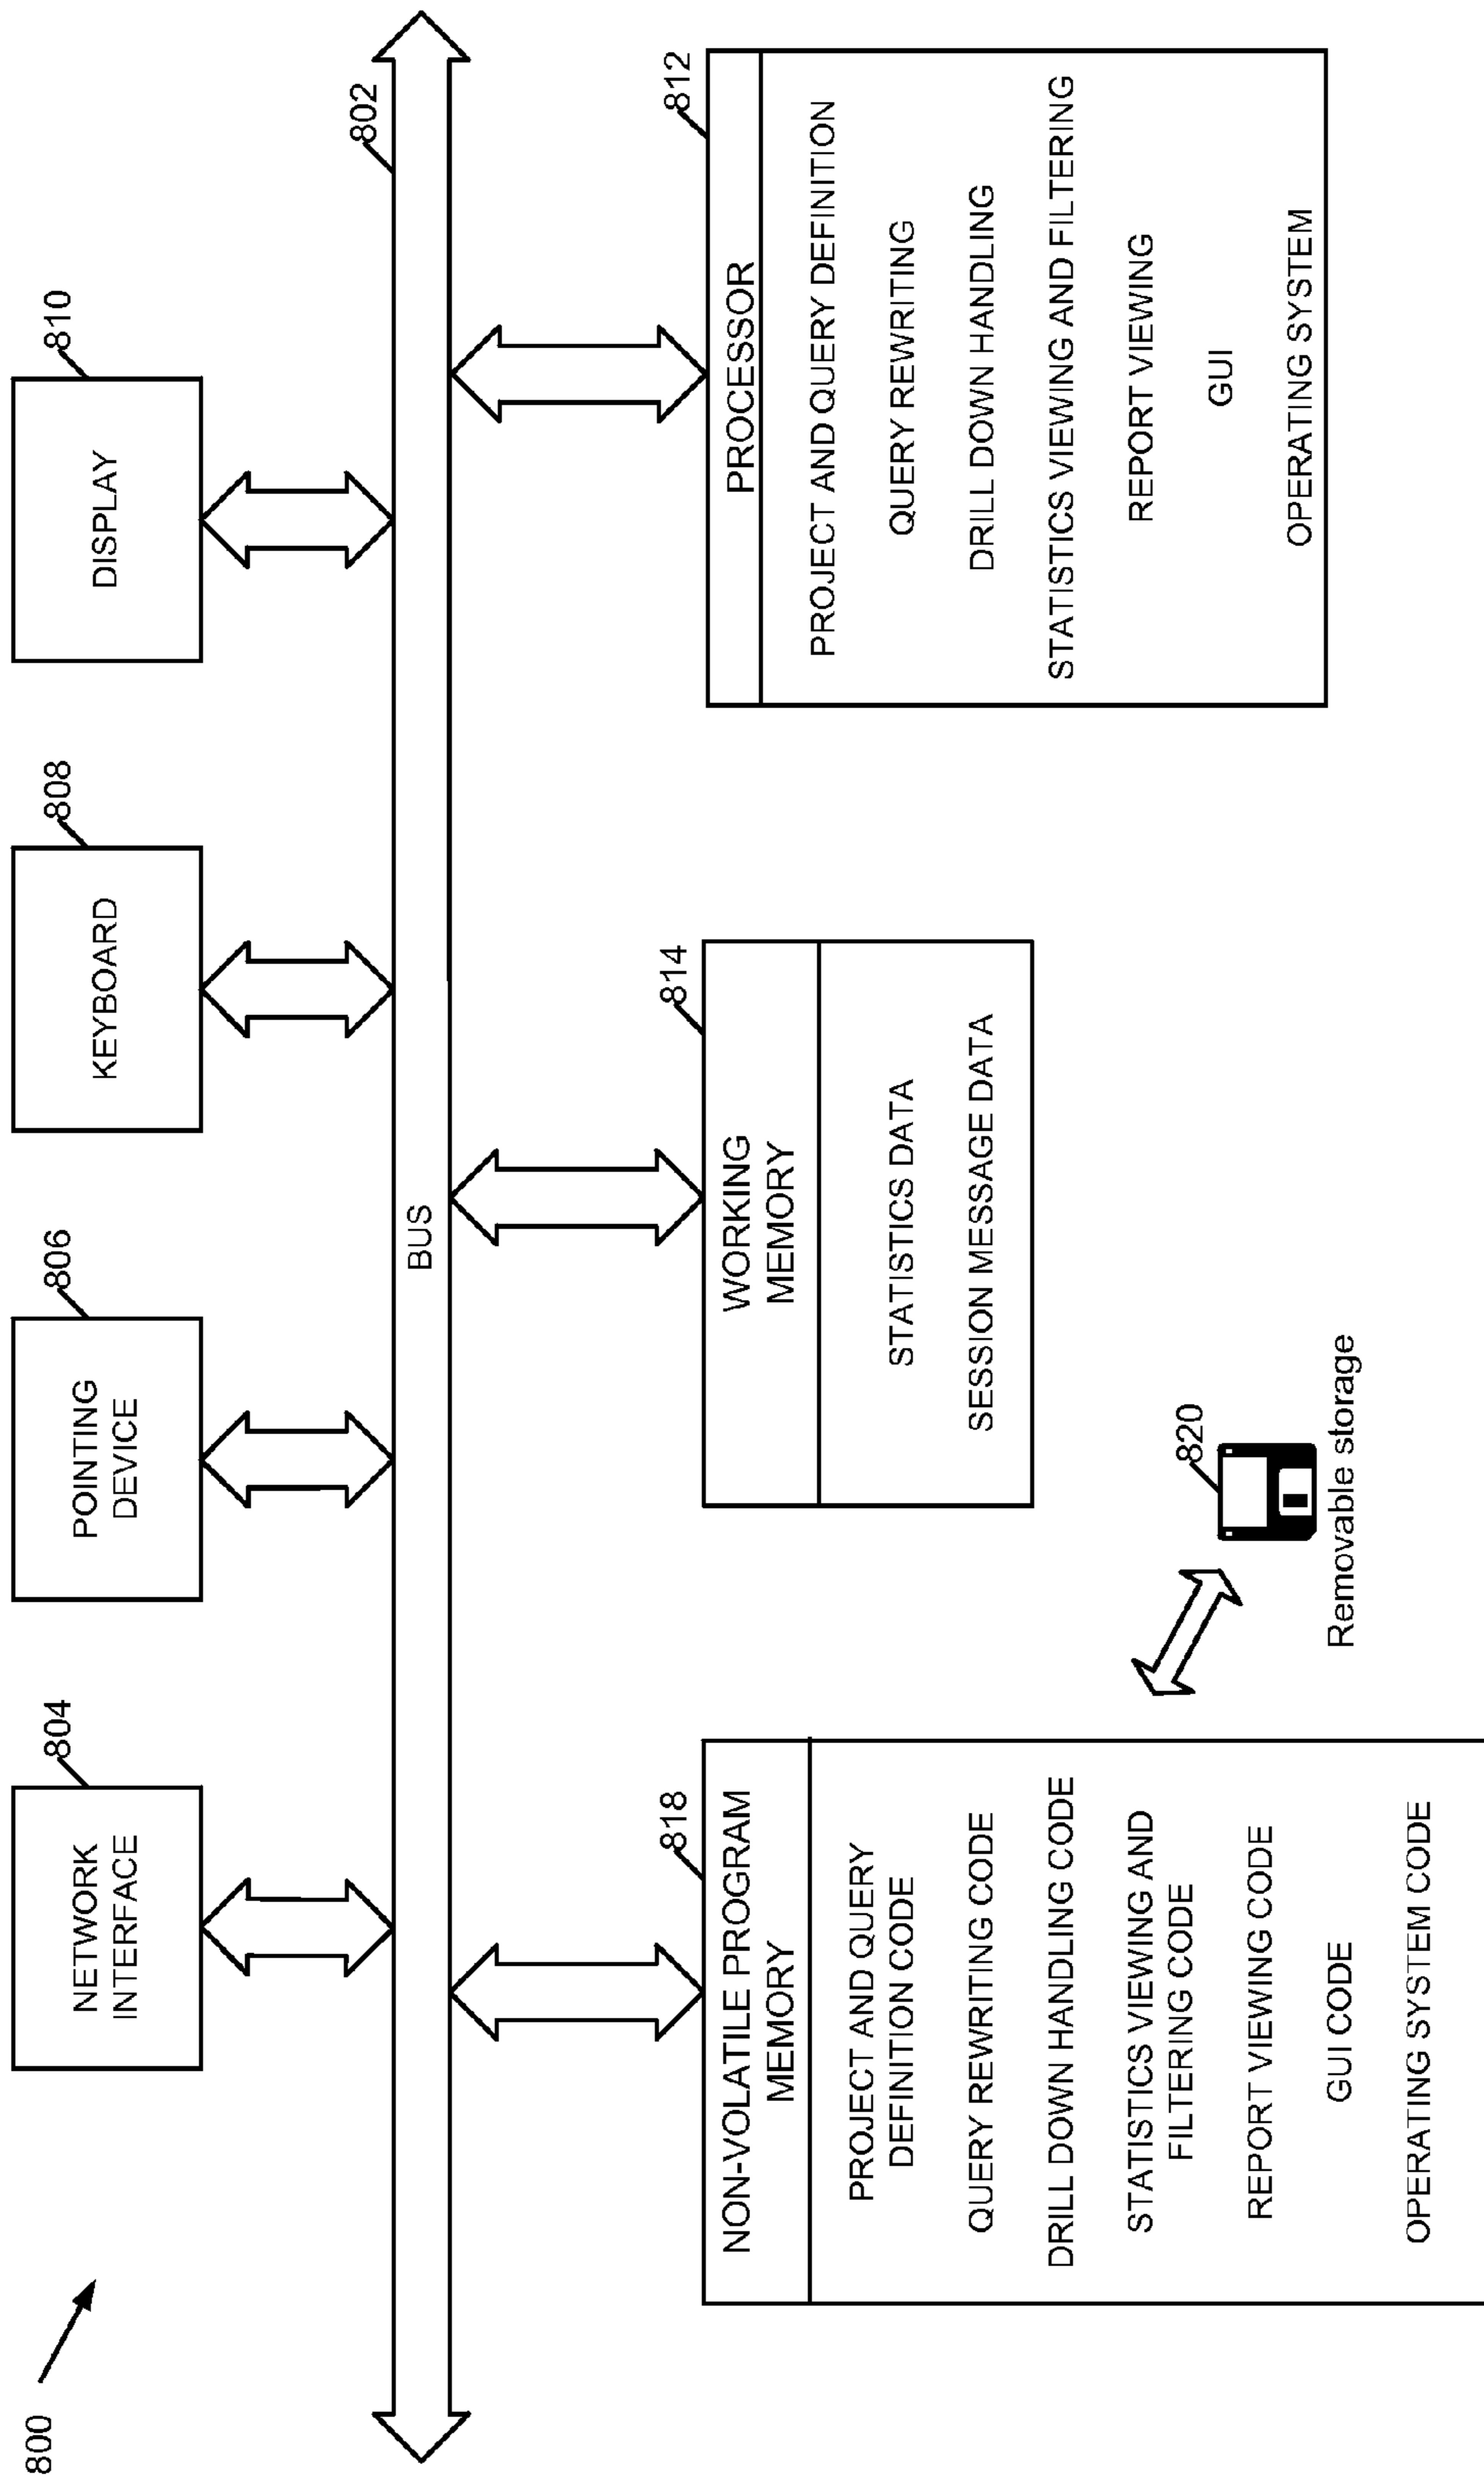 800
804
NETWORK
INTERFACE
806
POINTING
DEVICE
808
KEYBOARD
810
DISPLAY
802
BUS
818
NON-VOLATILE PROGRAM
MEMORY
PROJECT AND QUERY
DEFINITION CODE
QUERY REWRITING CODE
DRILL DOWN HANDLING CODE
STATISTICS VIEWING AND
FILTERING CODE
REPORT VIEWING CODE
GUI CODE
OPERATING SYSTEM CODE
820
Removable storage
814
WORKING
MEMORY
STATISTICS DATA
SESSION MESSAGE DATA
812
PROCESSOR
PROJECT AND QUERY DEFINITION
QUERY REWRITING
DRILL DOWN HANDLING
STATISTICS VIEWING AND FILTERING
REPORT VIEWING
GUI
OPERATING SYSTEM